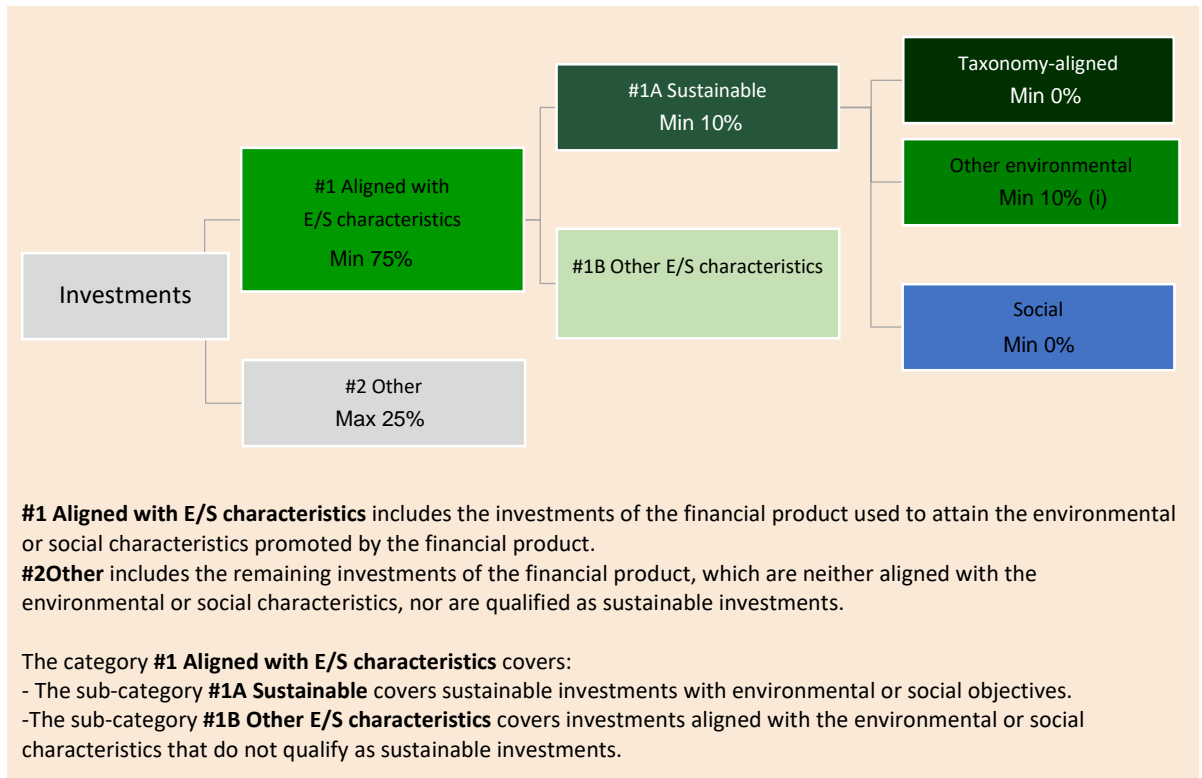 Investments
#1 Aligned with
E/S characteristics
Min 75%
#2 Other
Max 25%
#1A Sustainable
Min 10%
#1B Other E/S characteristics
Taxonomy-aligned
Min 0%
Other environmental
Min 10% (i)
Social
Min 0%
#1 Aligned with E/S characteristics includes the investments of the financial product used to attain the environmental
or social characteristics promoted by the financial product.
#2Other includes the remaining investments of the financial product, which are neither aligned with the
environmental or social characteristics, nor are qualified as sustainable investments.
The category #1 Aligned with E/S characteristics covers:
- The sub-category #1A Sustainable covers sustainable investments with environmental or social objectives.
-The sub-category #1B Other E/S characteristics covers investments aligned with the environmental or social
characteristics that do not qualify as sustainable investments.